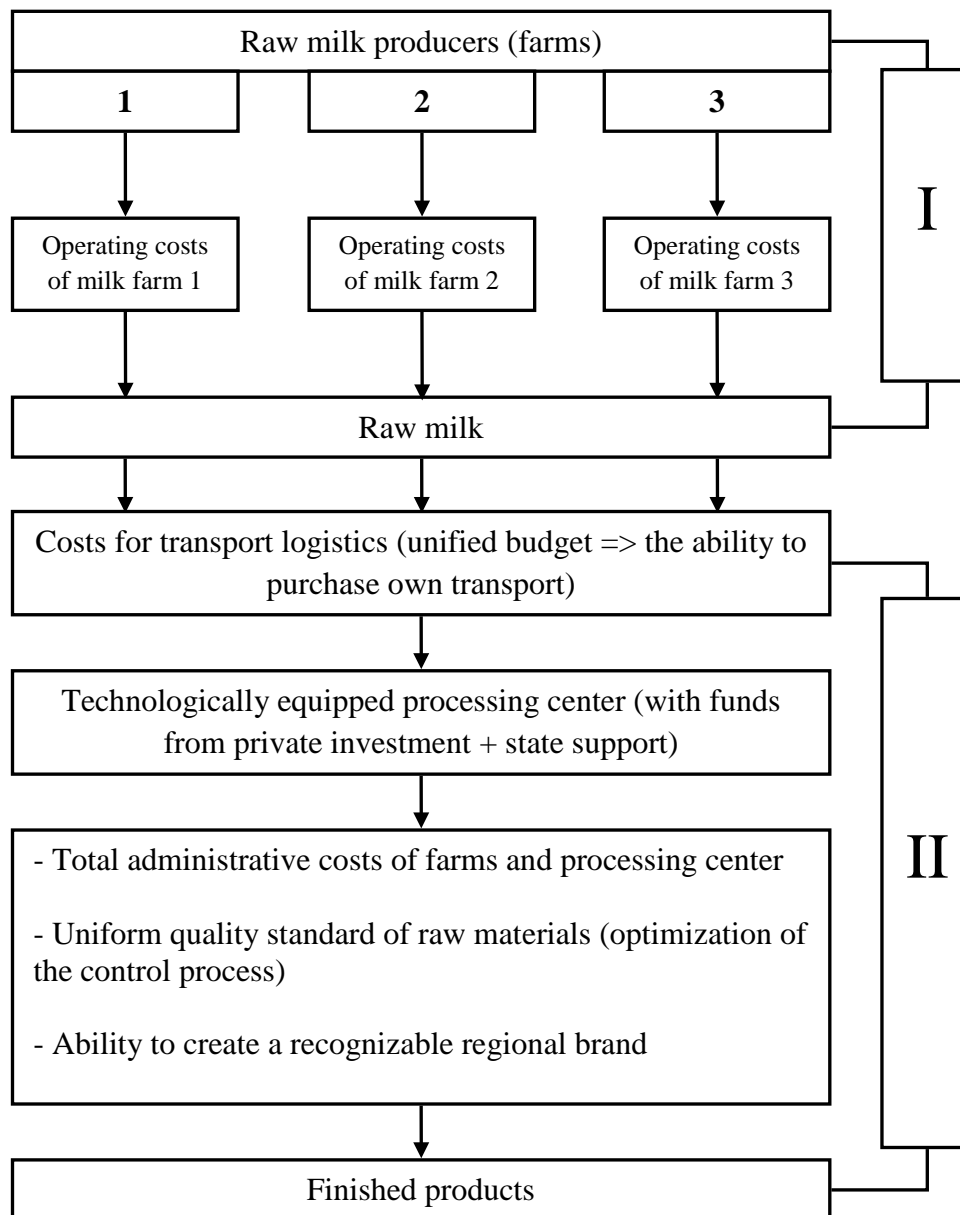 Raw milk producers (farms)
1
2
3
I
Operating costs
of milk farm 1
Operating costs
of milk farm 2
Operating costs
of milk farm 3
Raw milk
Costs for transport logistics (unified budget => the ability to
purchase own transport)
Technologically equipped processing center (with funds
from private investment + state support)
II
- Total administrative costs of farms and processing center
- Uniform quality standard of raw materials (optimization of
the control process)
- Ability to create a recognizable regional brand
Finished products